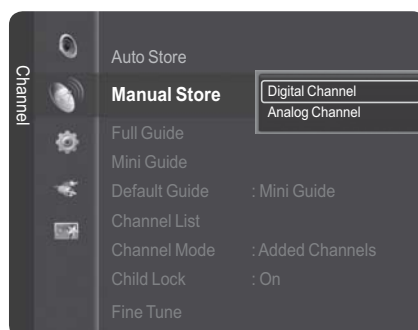 Channel
Auto Store
Manual Store
Digital Channel
Analog Channel
Full Guide
Mini Guide
Default Guide : Mini Guide
Channel List
Channel Mode : Added Channels
Child Lock : On
Fine Tune